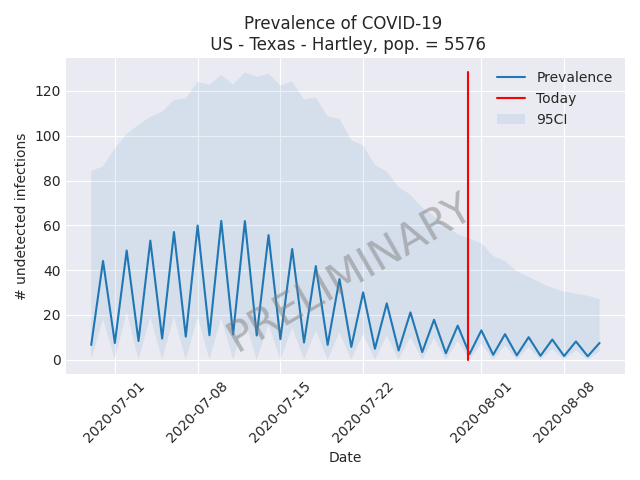 Prevalence of COVID-19
US - Texas - Hartley, pop. = 5576
Prevalence
Today
95CI
# undetected infections
120
100
80
60
40
20
0
PRELIMINARY
2020-07-01
2020-07-08
2020-07-15
2020-07-22
2020-08-01
2020-08-08
Date